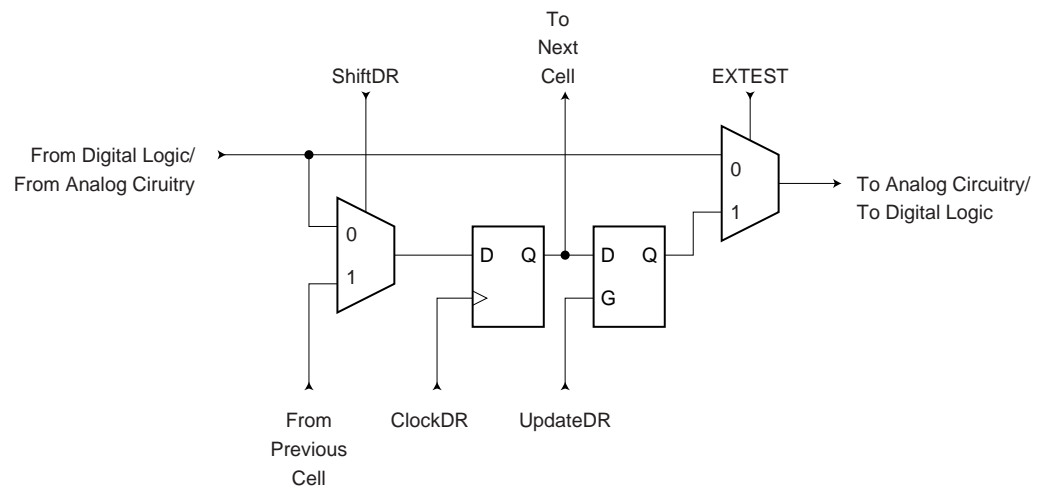 To
Next
Cell
ShiftDR
EXTEST
From Digital Logic/
From Analog Ciruitry
0
1
To Analog Circuitry/
To Digital Logic
0
1
D Q
D Q
G
From
Previous
Cell
ClockDR
UpdateDR